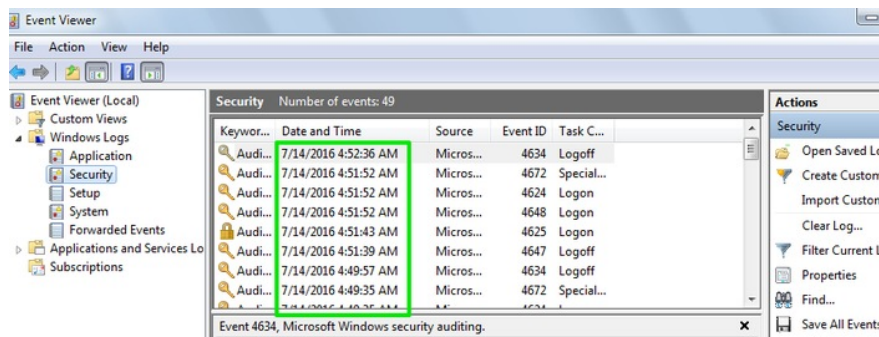 Event Viewer
File Action View Help
Event Viewer (Local)
Custom Views
Windows Logs
Application
Security
Setup
System
Forwarded Events
Applications and Services Lo
Subscriptions
Security Number of events: 49
Keywor... Date and Time Source Event ID Task C...
Audi... 7/14/2016 4:52:36 AM Micros... 4634 Logoff
Audi... 7/14/2016 4:51:52 AM Micros... 4672 Special...
Audi... 7/14/2016 4:51:52 AM Micros... 4624 Logon
Audi... 7/14/2016 4:51:52 AM Micros... 4648 Logon
Audi... 7/14/2016 4:51:43 AM Micros... 4625 Logon
Audi... 7/14/2016 4:51:39 AM Micros... 4647 Logoff
Audi... 7/14/2016 4:49:57 AM Micros... 4634 Logoff
Audi... 7/14/2016 4:49:35 AM Micros... 4672 Special...
Event 4634, Microsoft Windows security auditing.
Actions
Security
Open Saved Lo
Create Custom
Import Custom
Clear Log...
Filter Current L
Properties
Find...
Save All Events